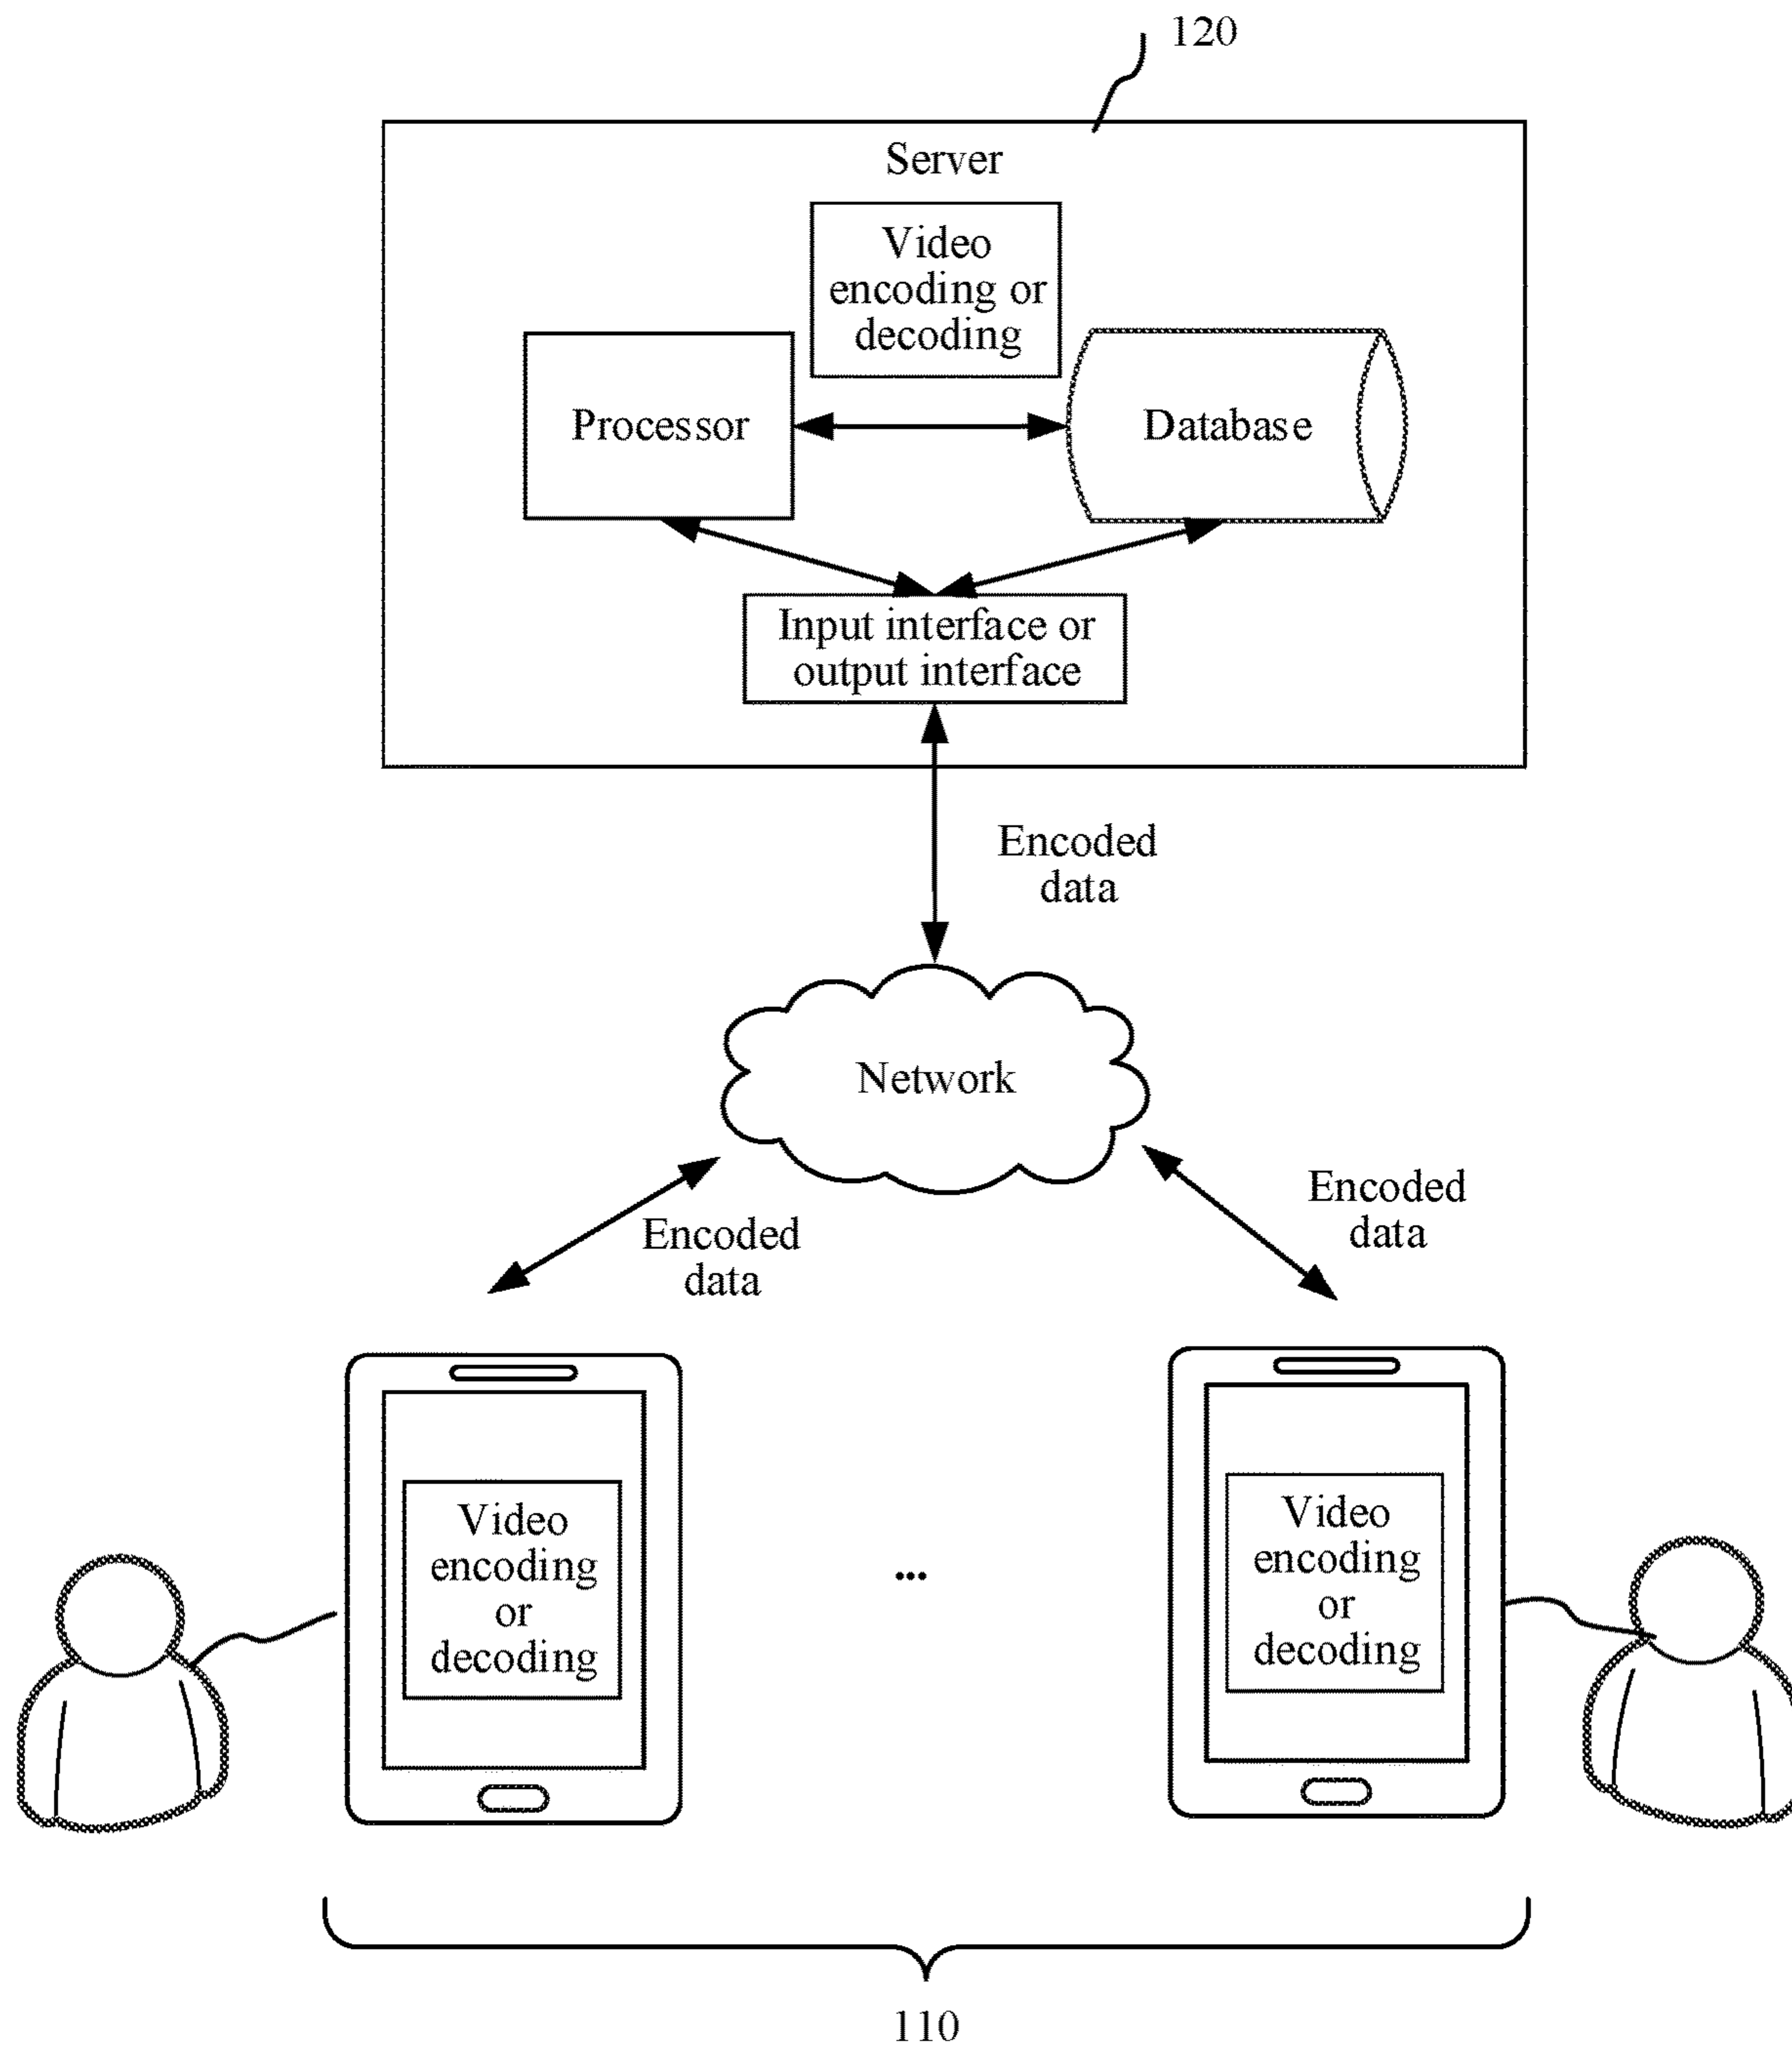 120
Server
Video
encoding or
decoding
Processor
Database
Input interface or
output interface
Encoded
data
Network
Encoded
data
Encoded
data
Video
encoding
or
decoding
...
Video
encoding
or
decoding
110